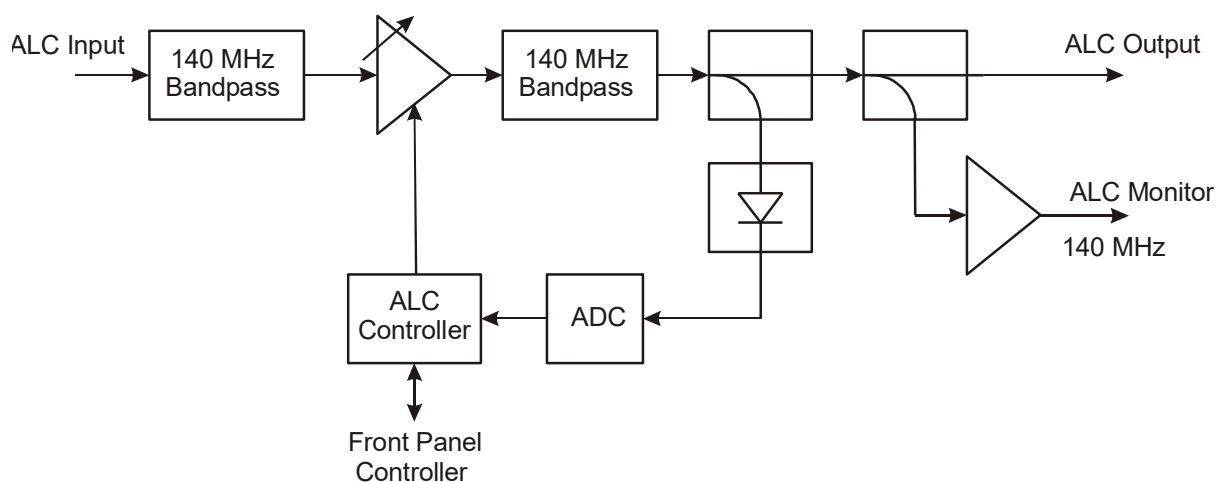 ALC Input
140 MHz
Bandpass
140 MHz
Bandpass
ALC Output
ALC Monitor
140 MHz
ALC
Controller
ADC
Front Panel
Controller